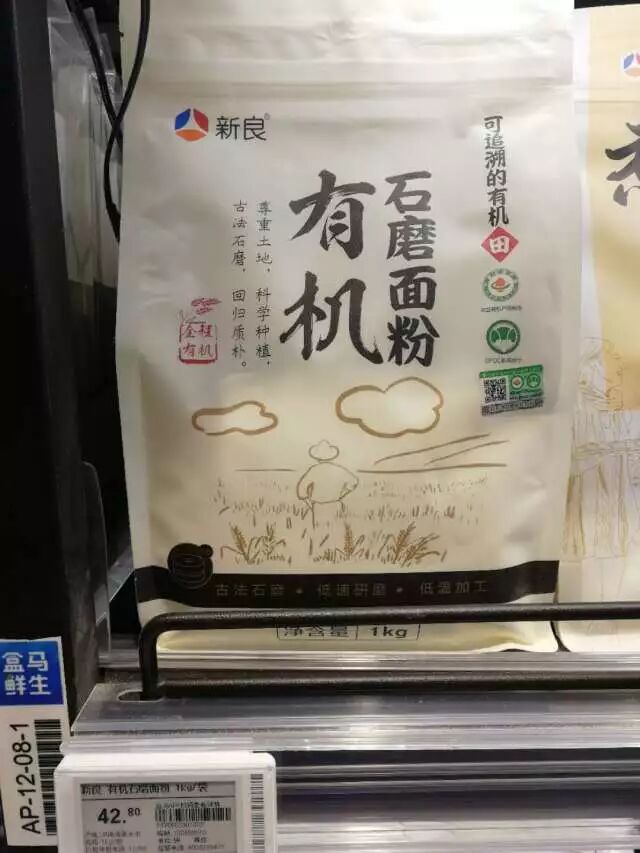 新良
可追溯的有机
田
石磨面粉
有机
尊重土地，科学种植，
古法石磨，回归质朴。
全程
有机
古法石磨 • 低速研磨 • 低温加工
净含量 1kg
盒马
鲜生
AP-12-08-1
新良 有机石磨面粉 1kg/袋
42.80